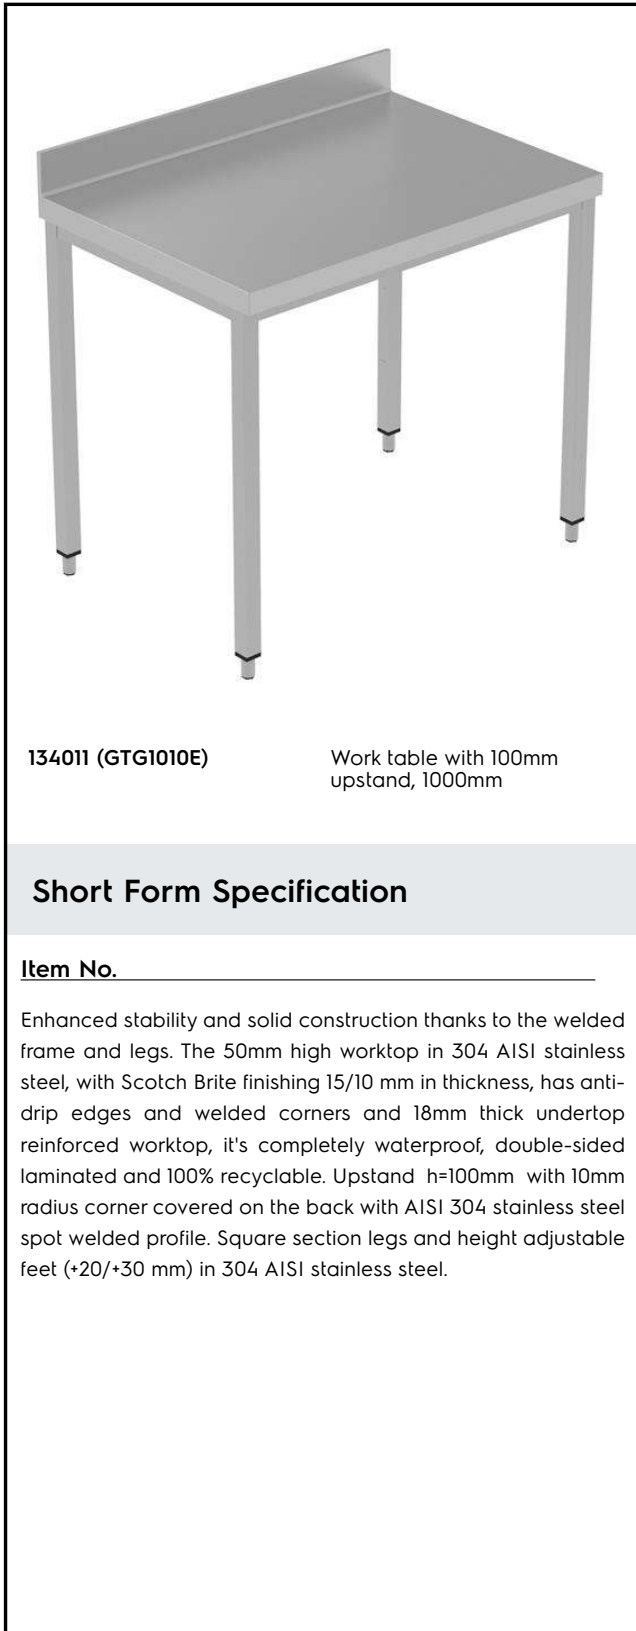 134011 (GTG1010E)
Work table with 100mm
upstand, 1000mm
Short Form Specification
Item No.
Enhanced stability and solid construction thanks to the welded
frame and legs. The 50mm high worktop in 304 AISI stainless
steel, with Scotch Brite finishing 15/10 mm in thickness, has anti-
drip edges and welded corners and 18mm thick undertop
reinforced worktop, it's completely waterproof, double-sided
laminated and 100% recyclable. Upstand h=100mm with 10mm
radius corner covered on the back with AISI 304 stainless steel
spot welded profile. Square section legs and height adjustable
feet (+20/+30 mm) in 304 AISI stainless steel.